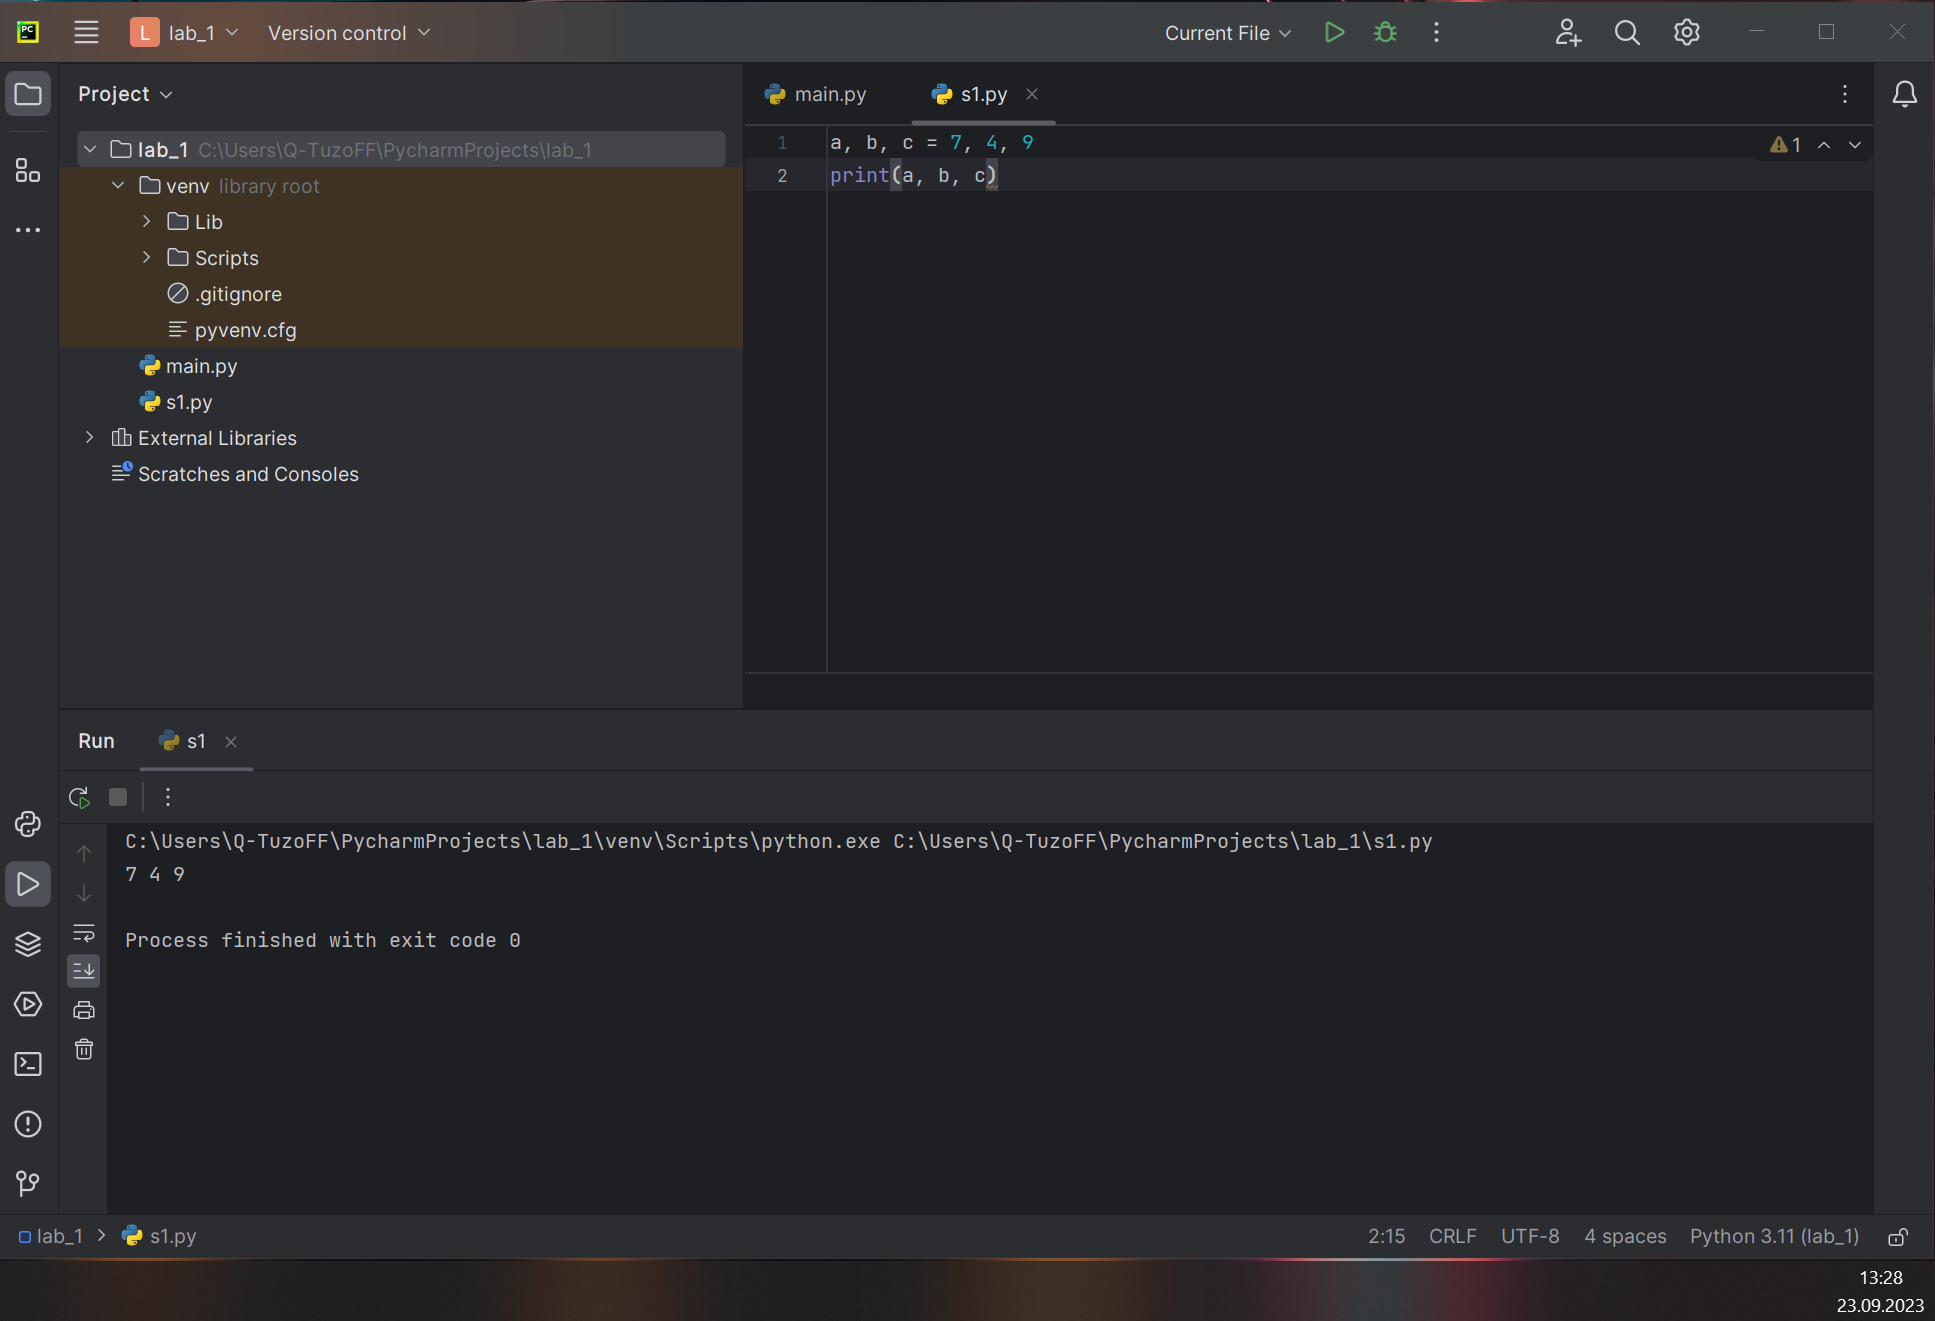 PC
L lab_1 Version control Current File
Project
main.py s1.py
lab_1 C:\Users\Q-TuzoFF\PycharmProjects\lab_1
venv library root
Lib
Scripts
.gitignore
pyvenv.cfg
main.py
s1.py
External Libraries
Scratches and Consoles
1 a, b, c = 7, 4, 9
2 print(a, b, c)
1
Run s1
C:\Users\Q-TuzoFF\PycharmProjects\lab_1\venv\Scripts\python.exe C:\Users\Q-TuzoFF\PycharmProjects\lab_1\s1.py
7 4 9
Process finished with exit code 0
lab_1 > s1.py 2:15 CRLF UTF-8 4 spaces Python 3.11 (lab_1)
13:28
23.09.2023